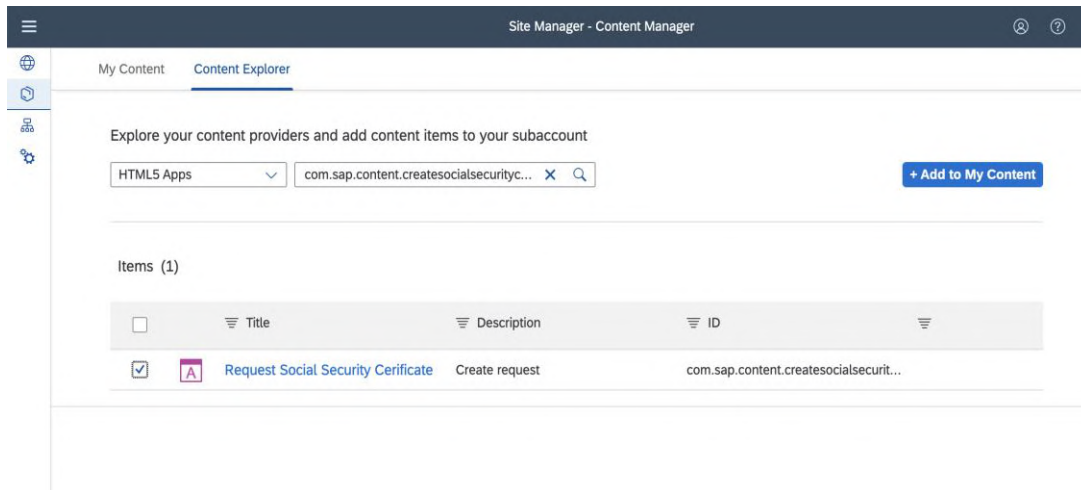 Site Manager - Content Manager
My Content
Content Explorer
Explore your content providers and add content items to your subaccount
HTML5 Apps
com.sap.content.createsocialsecurityc...
+ Add to My Content
Items (1)
Title
Description
ID
A
Request Social Security Cerificate
Create request
com.sap.content.createsocialsecurit...